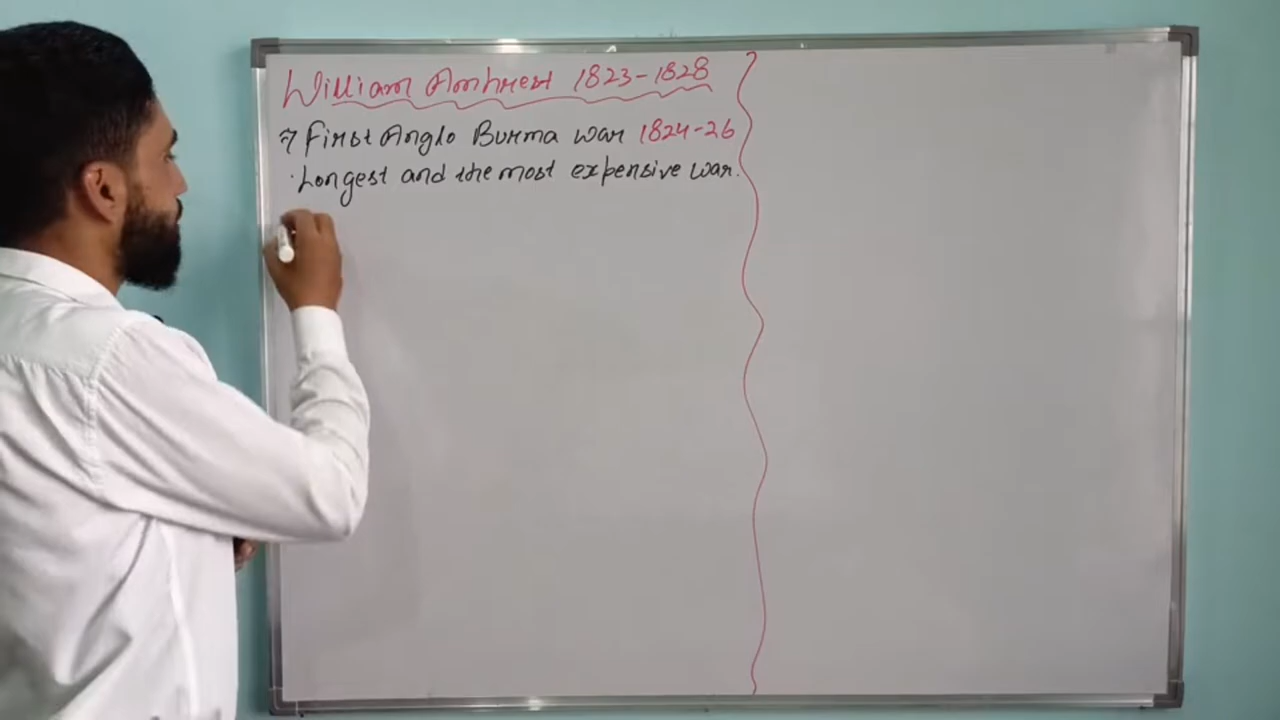 William Amherst 1823-1828
→ First Anglo Burma war 1824-26
· Longest and the most expensive war.